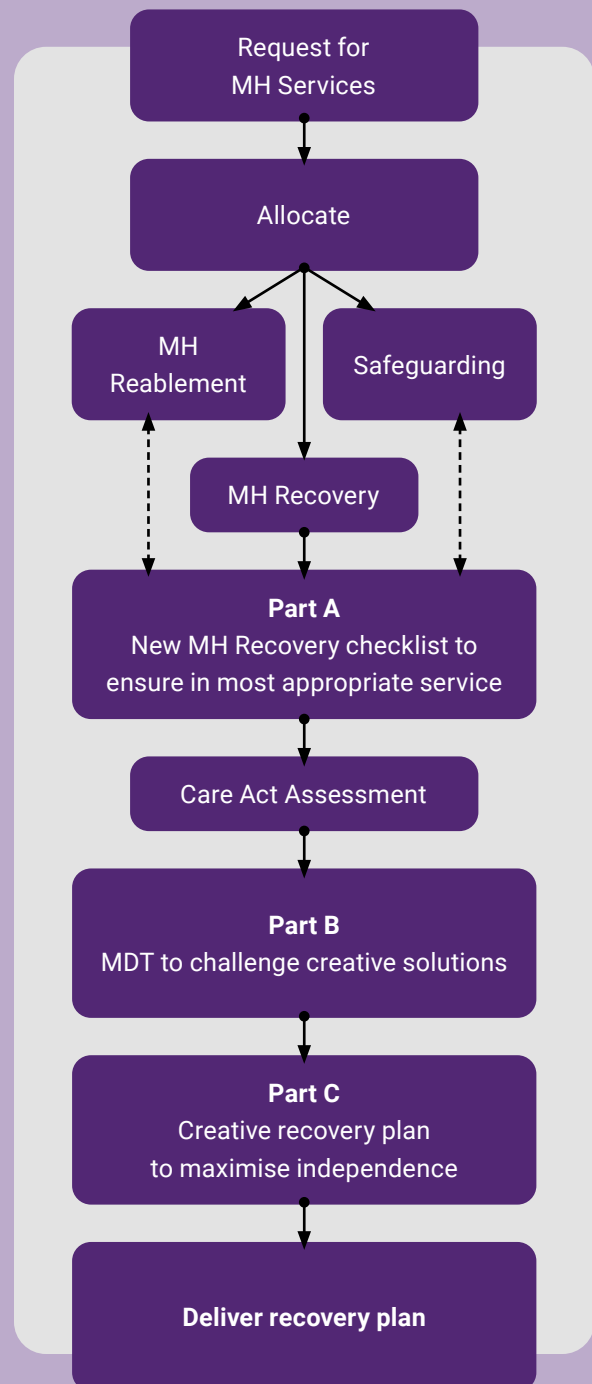 Request for
MH Services
Allocate
MH
Reablement
Safeguarding
MH Recovery
Part A
New MH Recovery checklist to
ensure in most appropriate service
Care Act Assessment
Part B
MDT to challenge creative solutions
Part C
Creative recovery plan
to maximise independence
Deliver recovery plan